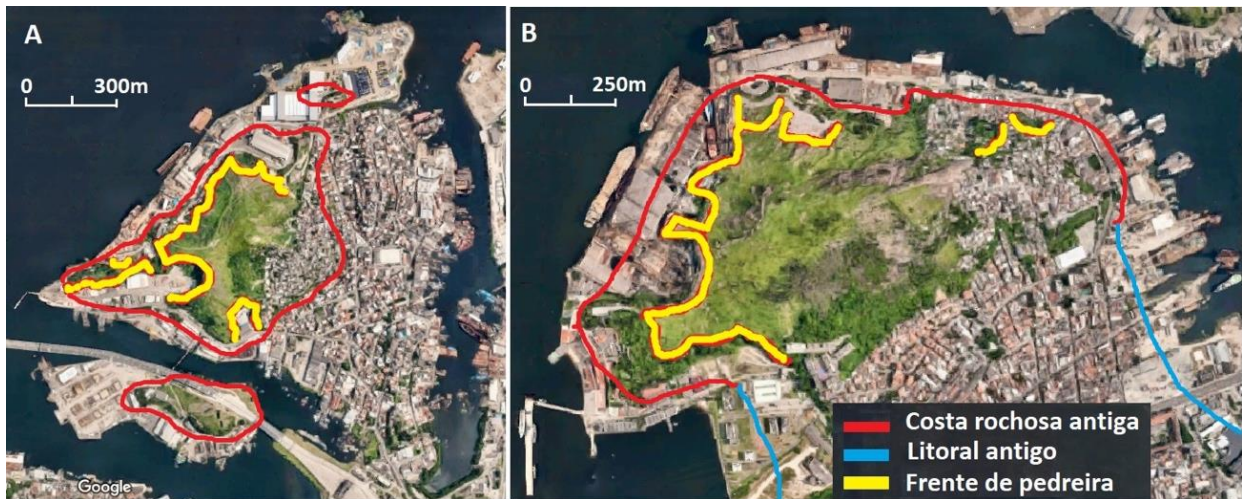 A
0 300m
Google
B
0 250m
Costa rochosa antiga
Litoral antigo
Frente de pedreira